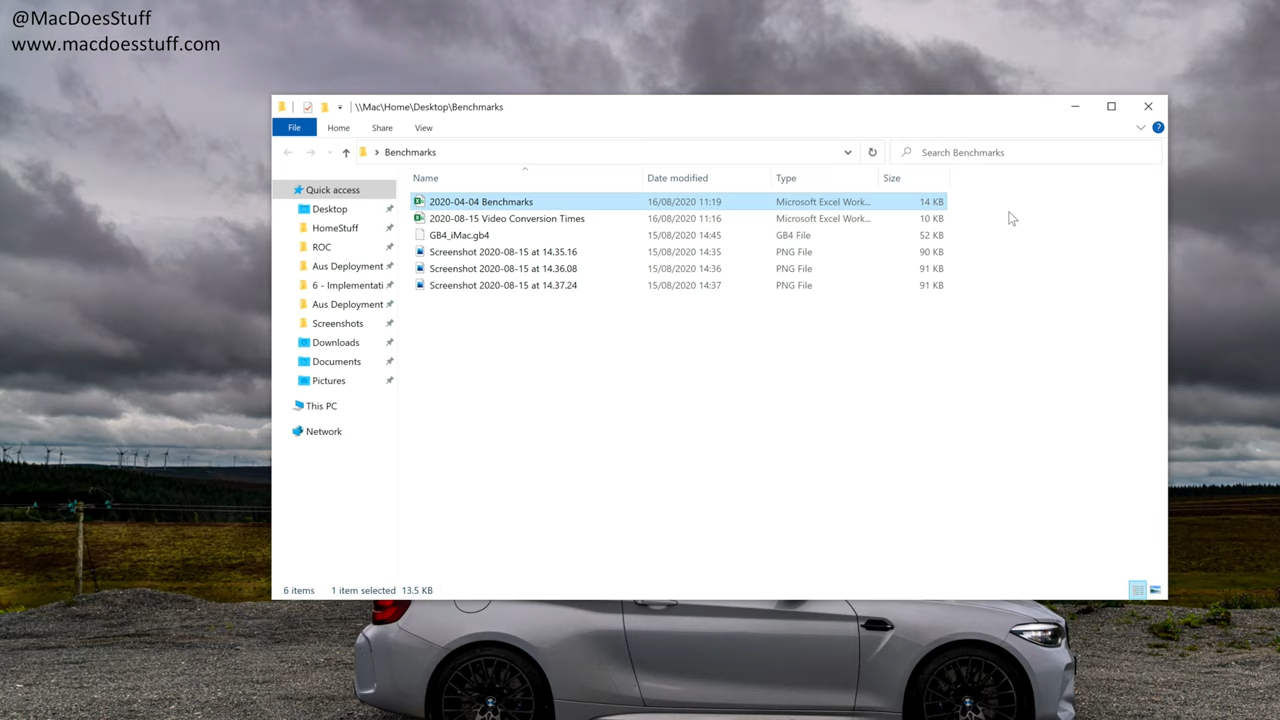 @MacDoesStuff
www.macdoesstuff.com
\\Mac\Home\Desktop\Benchmarks
File Home Share View
Benchmarks
Search Benchmarks
Name Date modified Type Size
Quick access
Desktop
HomeStuff
ROC
Aus Deployment
6 - Implementati
Aus Deployment
Screenshots
Downloads
Documents
Pictures
This PC
Network
2020-04-04 Benchmarks 16/08/2020 11:19 Microsoft Excel Work... 14 KB
2020-08-15 Video Conversion Times 16/08/2020 11:16 Microsoft Excel Work... 10 KB
GB4_iMac.gb4 15/08/2020 14:45 GB4 File 52 KB
Screenshot 2020-08-15 at 14.35.16 15/08/2020 14:35 PNG File 90 KB
Screenshot 2020-08-15 at 14.36.08 15/08/2020 14:36 PNG File 91 KB
Screenshot 2020-08-15 at 14.37.24 15/08/2020 14:37 PNG File 91 KB
6 items 1 item selected 13.5 KB